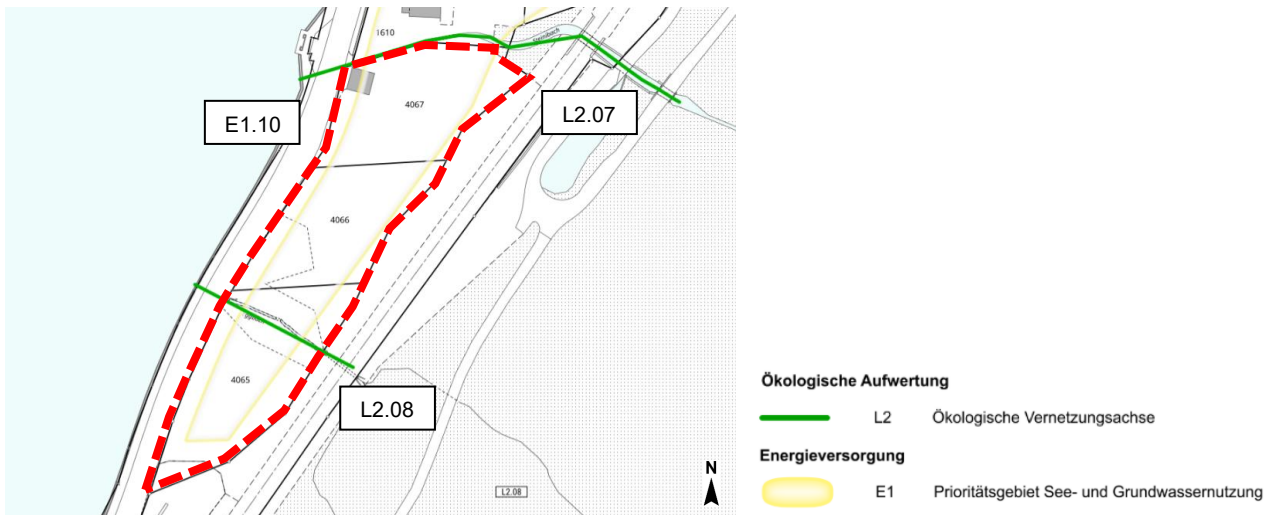 1610
Steinibach
4067
E1.10
L2.07
4066
4065
L2.08
L2.08
N
Ökologische Aufwertung
L2 Ökologische Vernetzungsachse
Energieversorgung
E1 Prioritätsgebiet See- und Grundwassernutzung